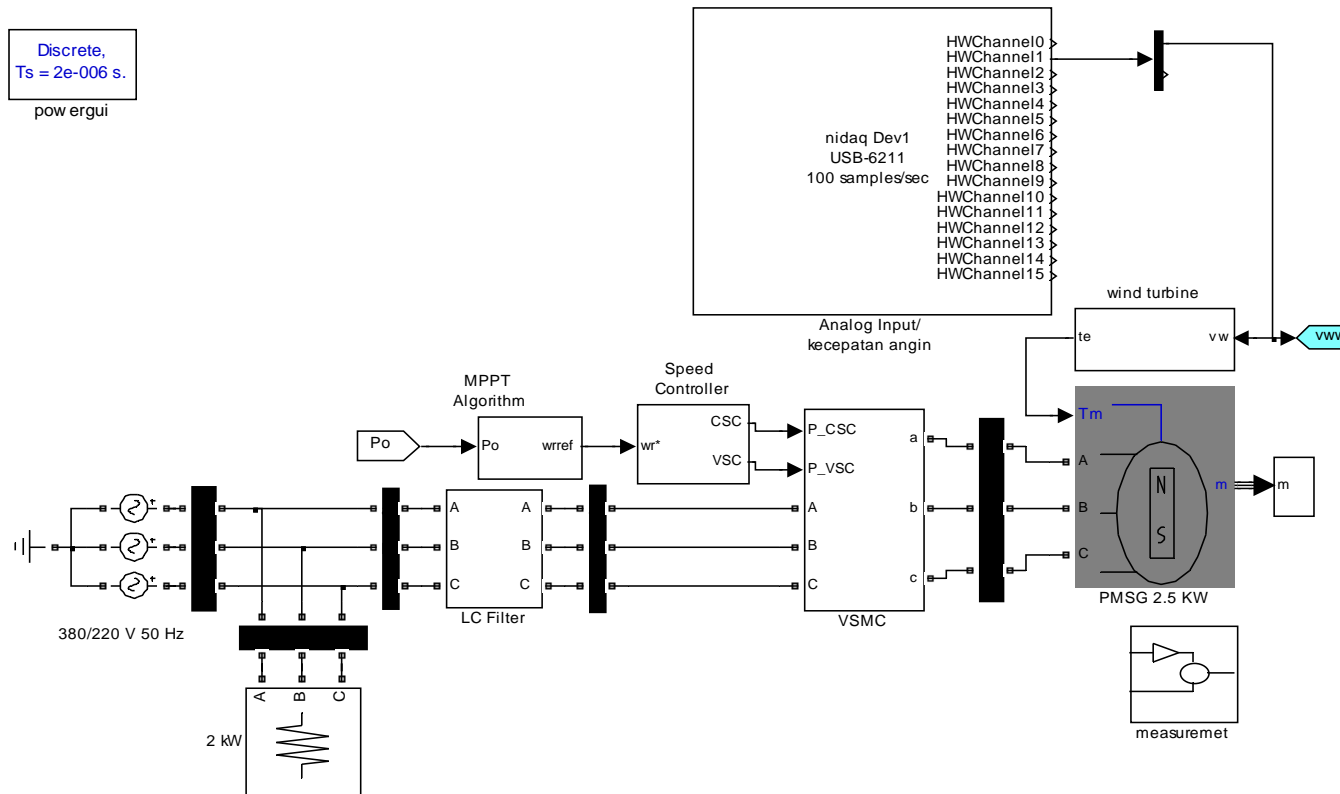 Discrete,
Ts = 2e-006 s.
pow ergui
nidaq Dev1
USB-6211
100 samples/sec
HWChannel0
HWChannel1
HWChannel2
HWChannel3
HWChannel4
HWChannel5
HWChannel6
HWChannel7
HWChannel8
HWChannel9
HWChannel10
HWChannel11
HWChannel12
HWChannel13
HWChannel14
HWChannel15
Analog Input/
kecepatan angin
wind turbine
te
vw
MPPT
Algorithm
Po
Po
wrref
Speed
Controller
wr*
CSC
VSC
P_CSC
P_VSC
A
B
C
a
b
c
VSMC
A
B
C
A
B
C
LC Filter
Tm
A
B
C
N
S
m
m
PMSG 2.5 KW
380/220 V 50 Hz
A
B
C
2 kW
measuremet